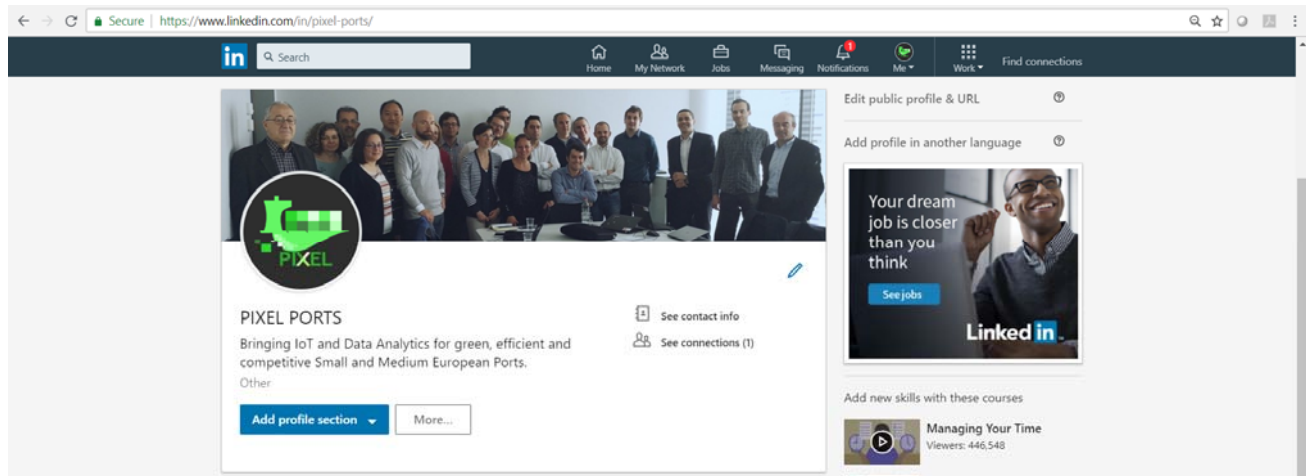 Secure | https://www.linkedin.com/in/pixel-ports/
in
Search
Home
My Network
Jobs
Messaging
1
Notifications
Me
Work
Find connections
PIXEL
PIXEL PORTS
Bringing IoT and Data Analytics for green, efficient and
competitive Small and Medium European Ports.
Other
Add profile section
More...
See contact info
See connections (1)
Edit public profile & URL
Add profile in another language
Your dream
job is closer
than you
think
See jobs
Linked in
Add new skills with these courses
Managing Your Time
Viewers: 446,548